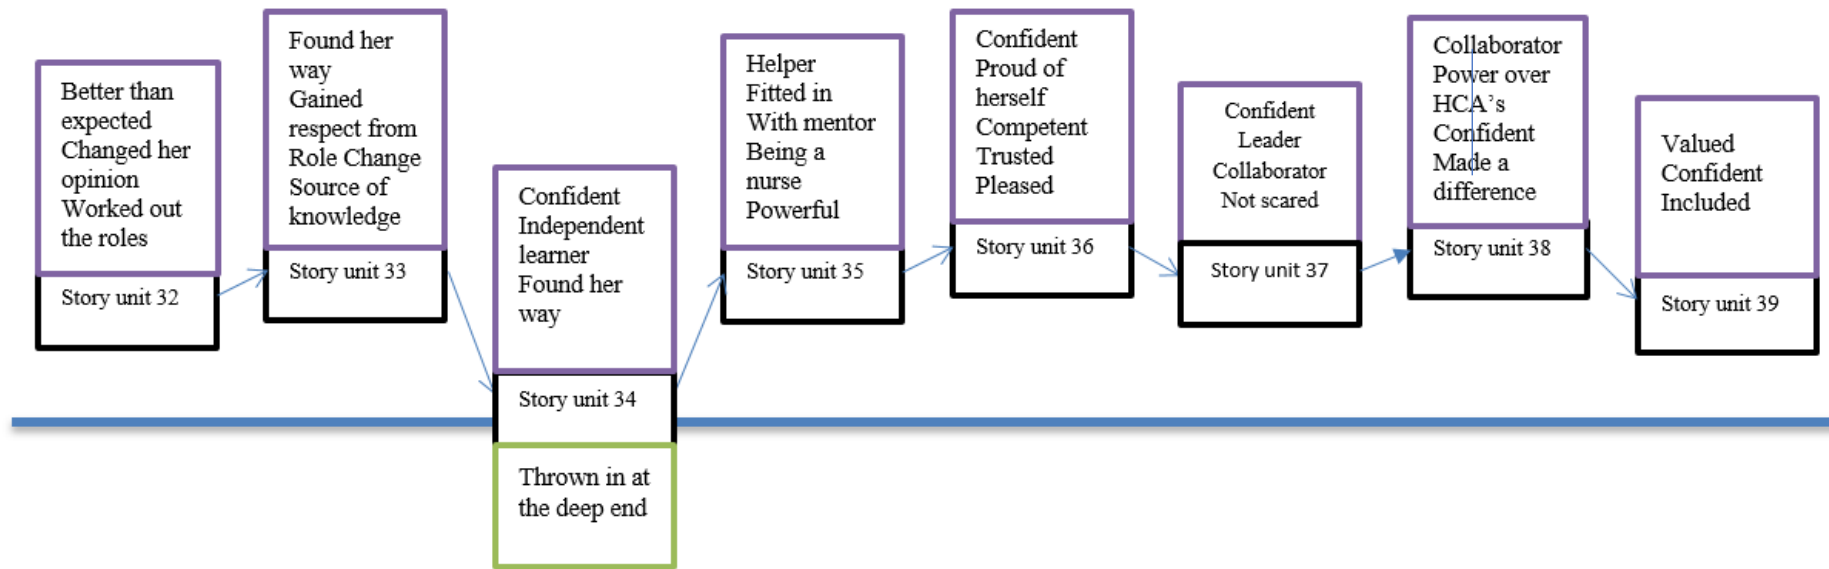 Better than
expected
Changed her
opinion
Worked out
the roles
Story unit 32
Found her
way
Gained
respect from
Role Change
Source of
knowledge
Story unit 33
Confident
Independent
learner
Found her
way
Story unit 34
Thrown in at
the deep end
Helper
Fitted in
With mentor
Being a
nurse
Powerful
Story unit 35
Confident
Proud of
herself
Competent
Trusted
Pleased
Story unit 36
Confident
Leader
Collaborator
Not scared
Story unit 37
Collaborator
Power over
HCA's
Confident
Made a
difference
Story unit 38
Valued
Confident
Included
Story unit 39